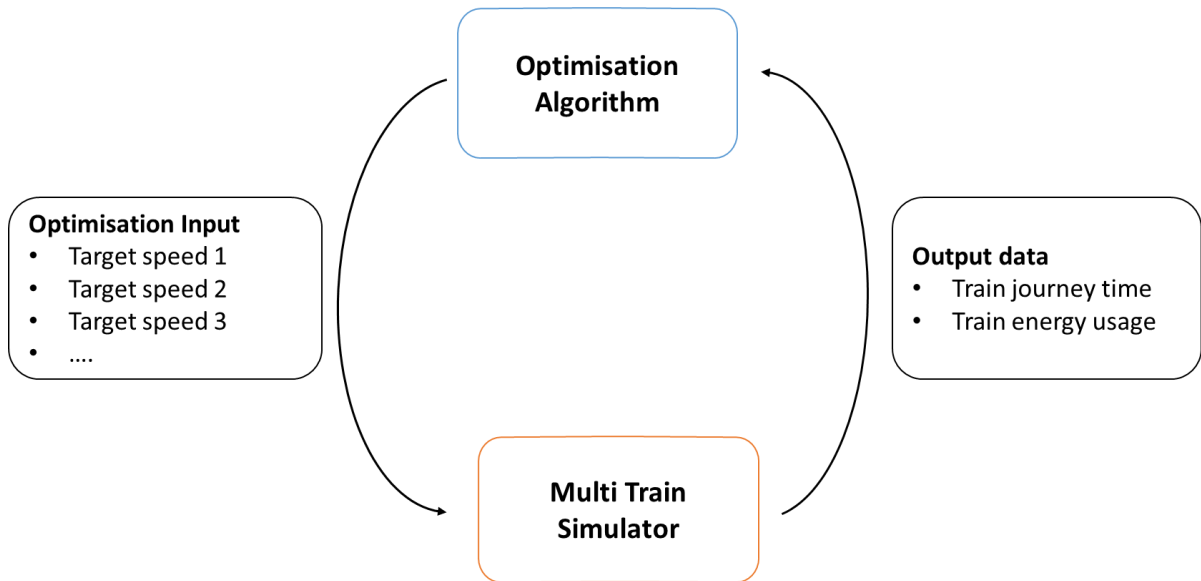 Optimisation
Algorithm
Optimisation Input
• Target speed 1
• Target speed 2
• Target speed 3
• ....
Output data
• Train journey time
• Train energy usage
Multi Train
Simulator